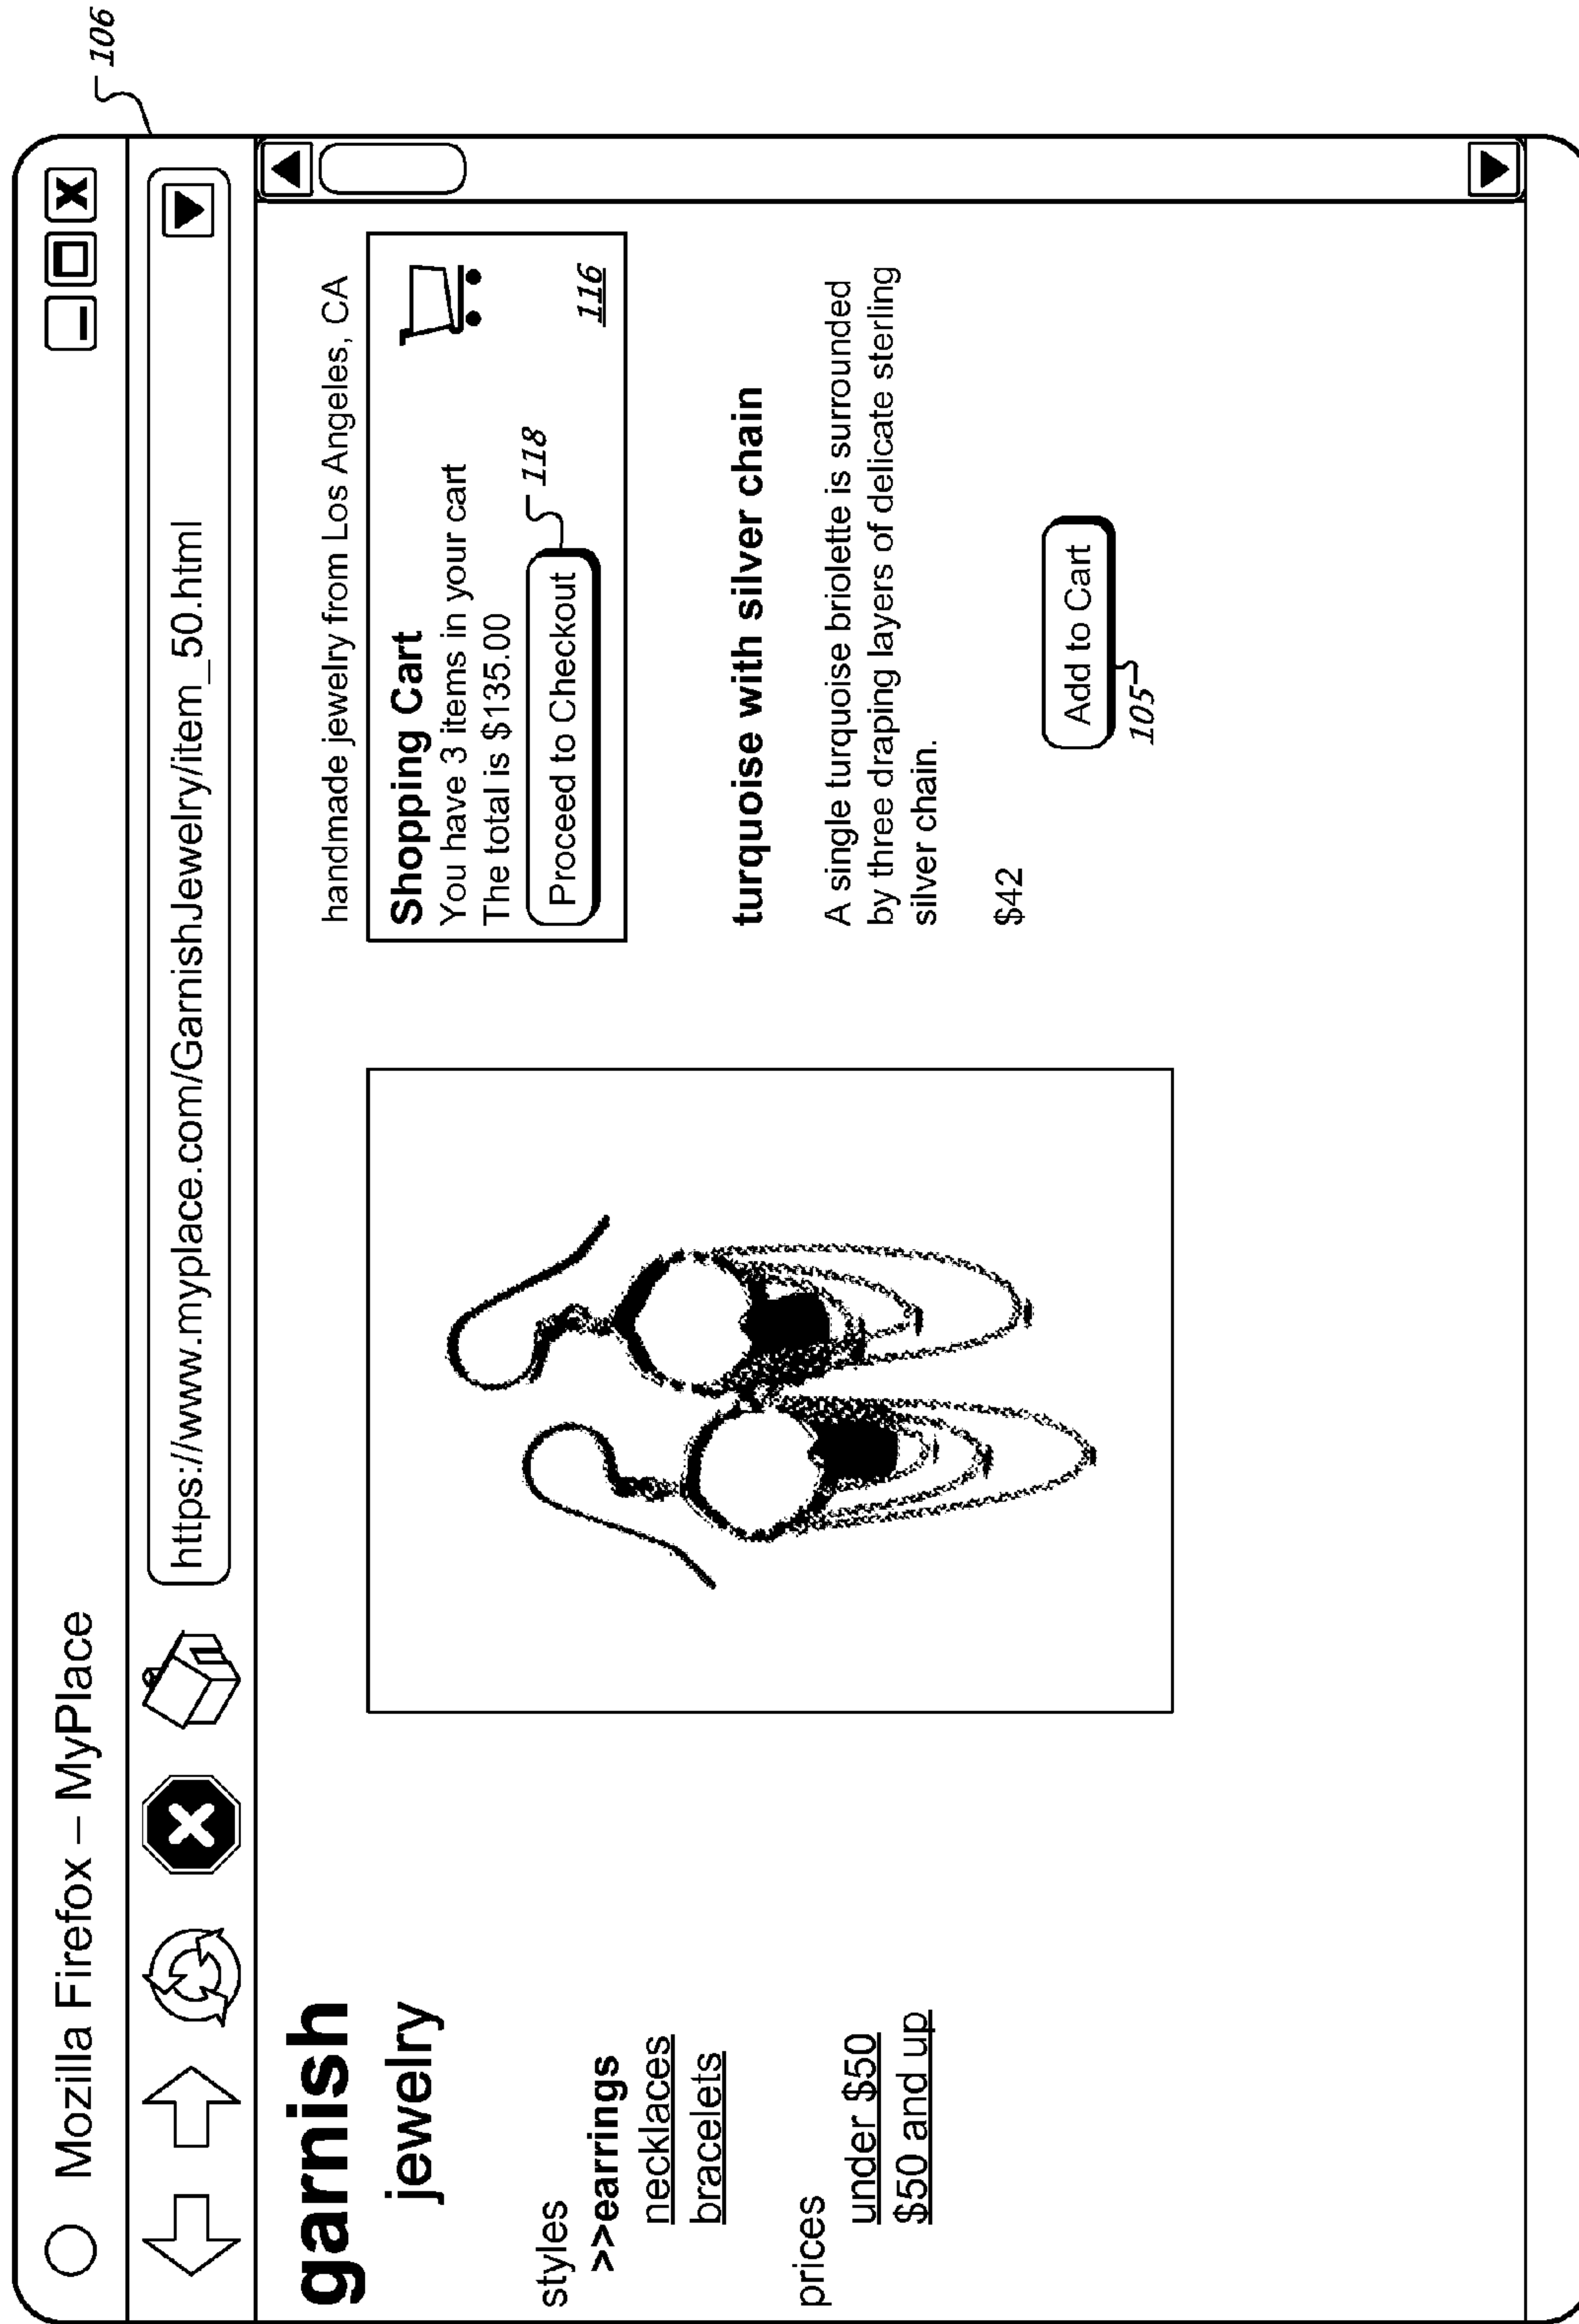 106
Mozilla Firefox – MyPlace
https://www.myplace.com/GarnishJewelry/item_50.html
garnish
jewelry
styles
>>earrings
necklaces
bracelets
prices
under $50
$50 and up
handmade jewelry from Los Angeles, CA
Shopping Cart
You have 3 items in your cart
The total is $135.00
Proceed to Checkout
118
116
turquoise with silver chain
A single turquoise briolette is surrounded
by three draping layers of delicate sterling
silver chain.
$42
Add to Cart
105